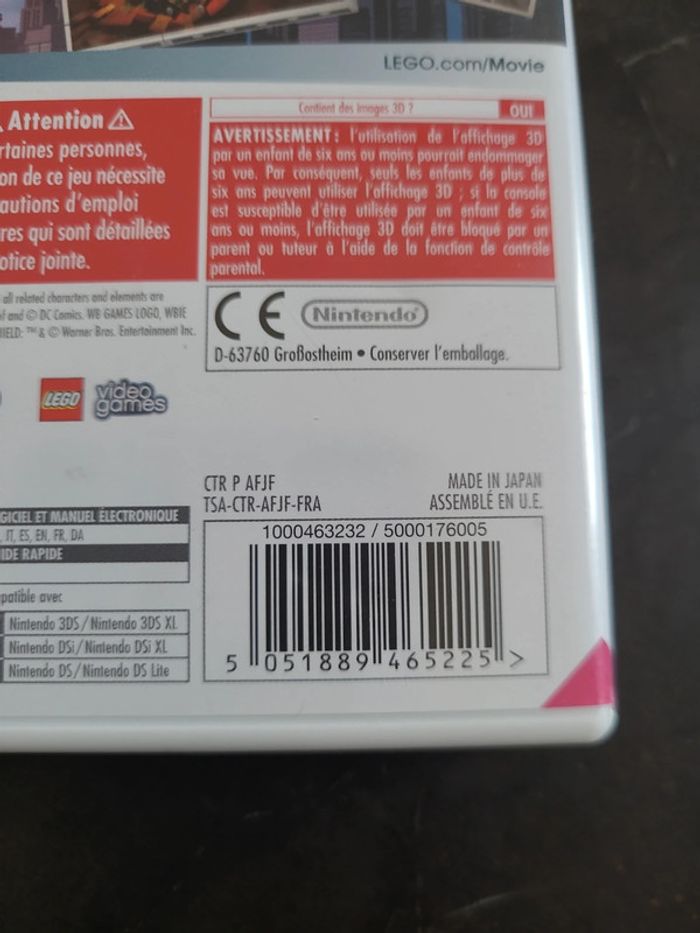 LEGO.com/Movie
Attention
Contient des images 3D ? OUI
rtaines personnes,
on de ce jeu nécessite
autions d'emploi
res qui sont détaillées
otice jointe.
AVERTISSEMENT : l'utilisation de l'affichage 3D
par un enfant de six ans ou moins pourrait endommager
sa vue. Par conséquent, seuls les enfants de plus de
six ans peuvent utiliser l'affichage 3D ; si la console
est susceptible d'être utilisée par un enfant de six
ans ou moins, l'affichage 3D doit être bloqué par un
parent ou tuteur à l'aide de la fonction de contrôle
parental.
all related characters and elements are
and © DC Comics. WB GAMES LOGO, WBIE
IELD: ™ & © Warner Bros. Entertainment Inc.
CE Nintendo
D-63760 Großostheim • Conserver l'emballage.
LEGO video games
CTR P AFJF
TSA-CTR-AFJF-FRA
MADE IN JAPAN
ASSEMBLÉ EN U.E.
GICIEL ET MANUEL ÉLECTRONIQUE
IT, ES, EN, FR, DA
IDE RAPIDE
patible avec
Nintendo 3DS / Nintendo 3DS XL
Nintendo DSi / Nintendo DSi XL
Nintendo DS / Nintendo DS Lite
1000463232 / 5000176005
5 051889 465225 >